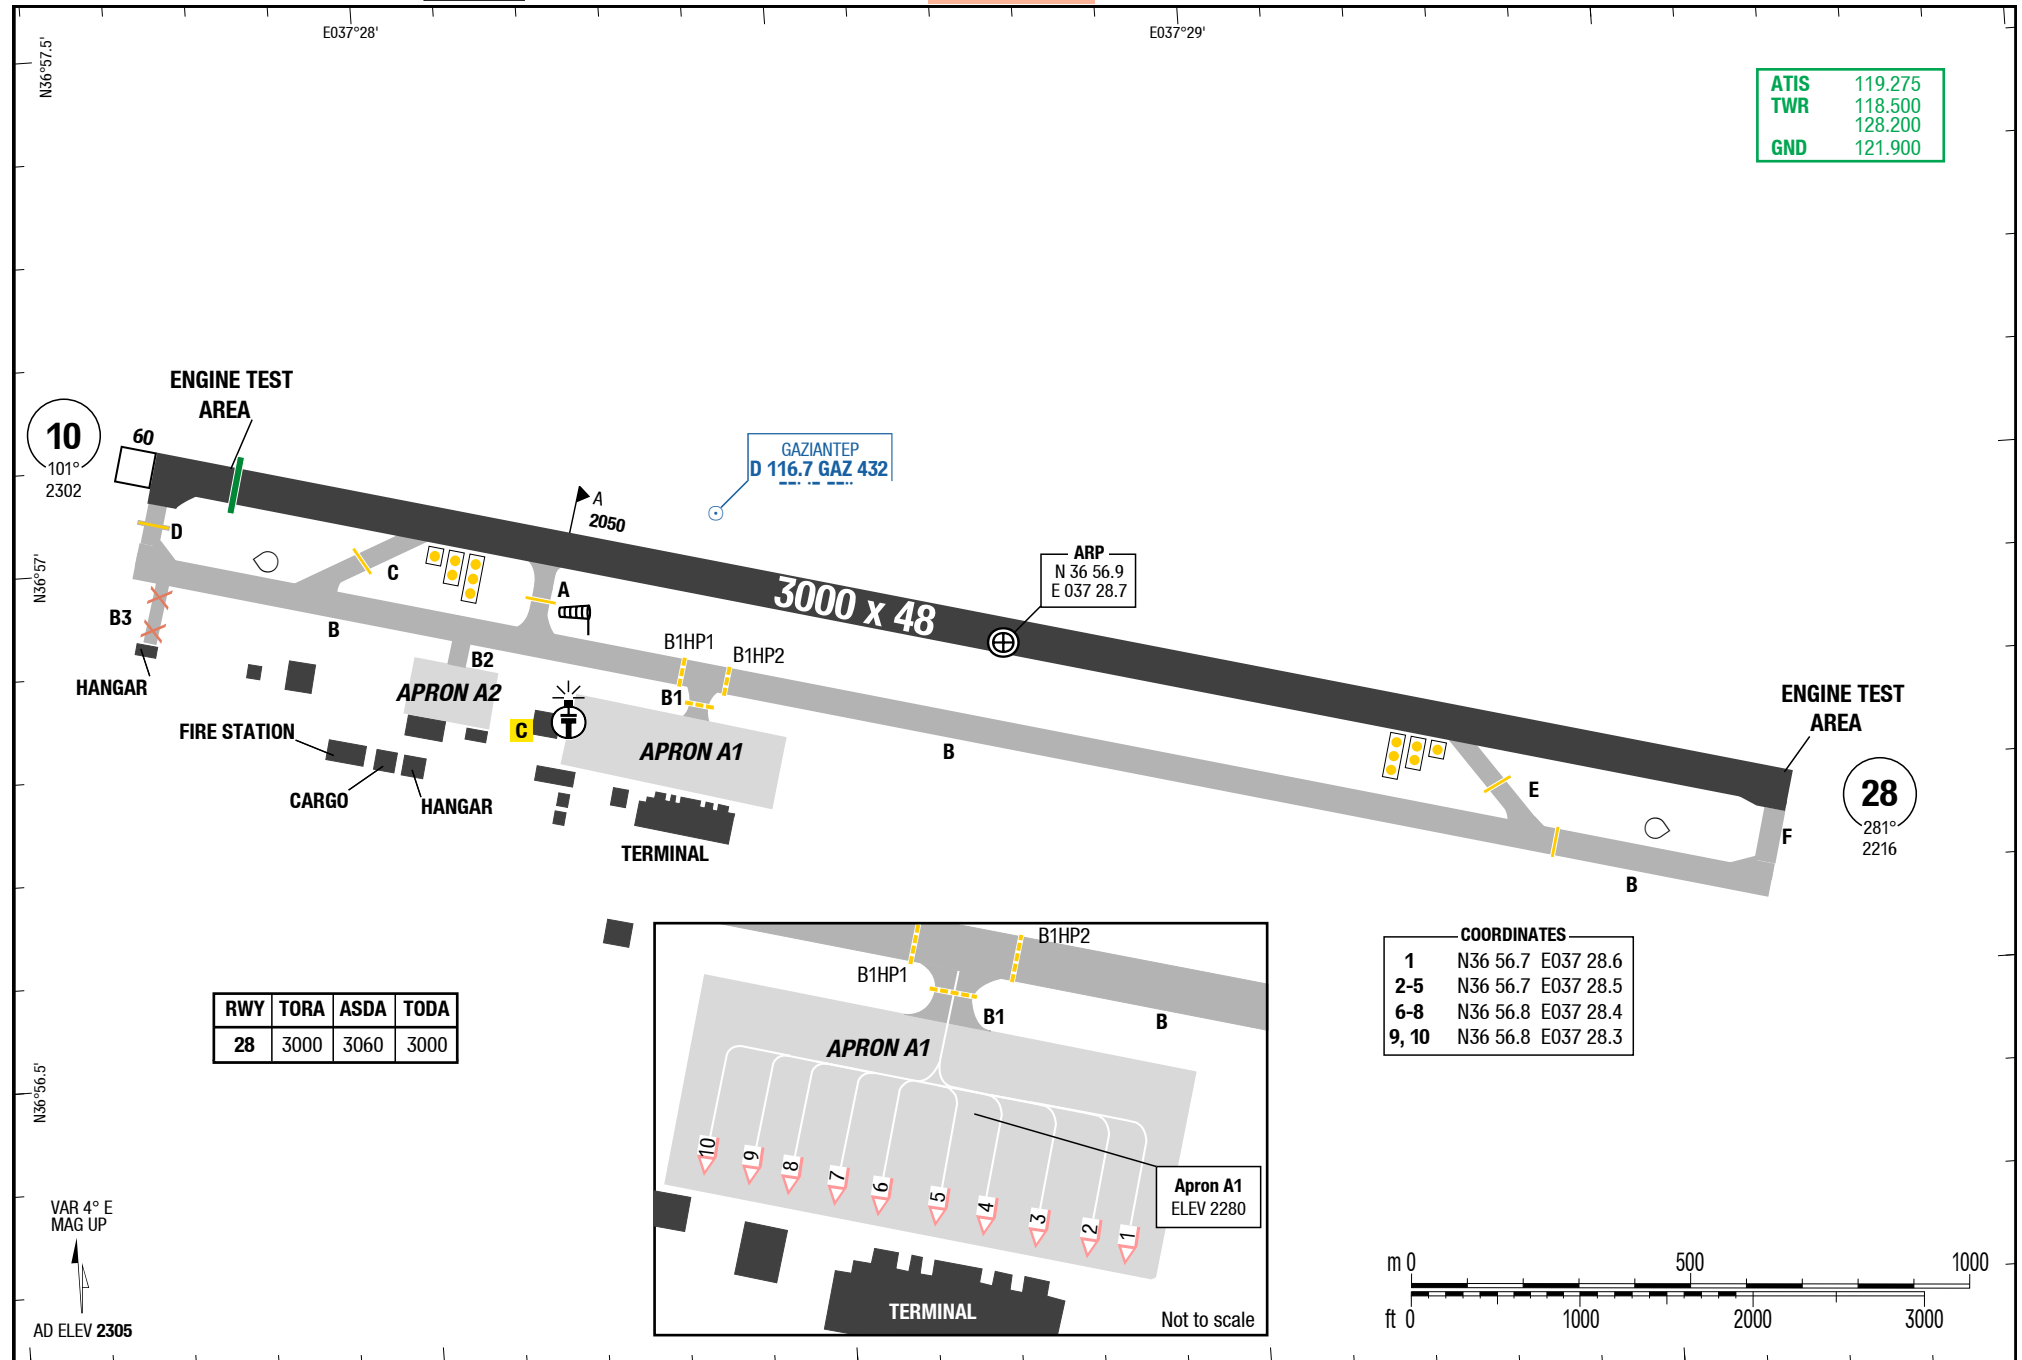 E037°28'
E037°29'
N36°57.5'
ATIS 119.275
TWR 118.500
128.200
GND 121.900
ENGINE TEST
AREA
10
101°
2302
60
GAZIANTEP
D 116.7 GAZ 432
A
2050
ARP
N 36 56.9
E 037 28.7
N36°57'
D
C
A
3000 x 48
B3
B
B1HP1
B1HP2
B2
HANGAR
APRON A2
B1
ENGINE TEST
AREA
FIRE STATION
C
T
APRON A1
B
E
28
281°
2216
CARGO
HANGAR
TERMINAL
F
B
B1HP2
B1HP1
B1
B
APRON A1
10
9
8
7
6
5
4
3
2
1
Apron A1
ELEV 2280
TERMINAL
Not to scale
COORDINATES
1 N36 56.7 E037 28.6
2-5 N36 56.7 E037 28.5
6-8 N36 56.8 E037 28.4
9, 10 N36 56.8 E037 28.3
RWY TORA ASDA TODA
28 3000 3060 3000
N36°56.5'
VAR 4° E
MAG UP
AD ELEV 2305
m 0 500 1000
ft 0 1000 2000 3000